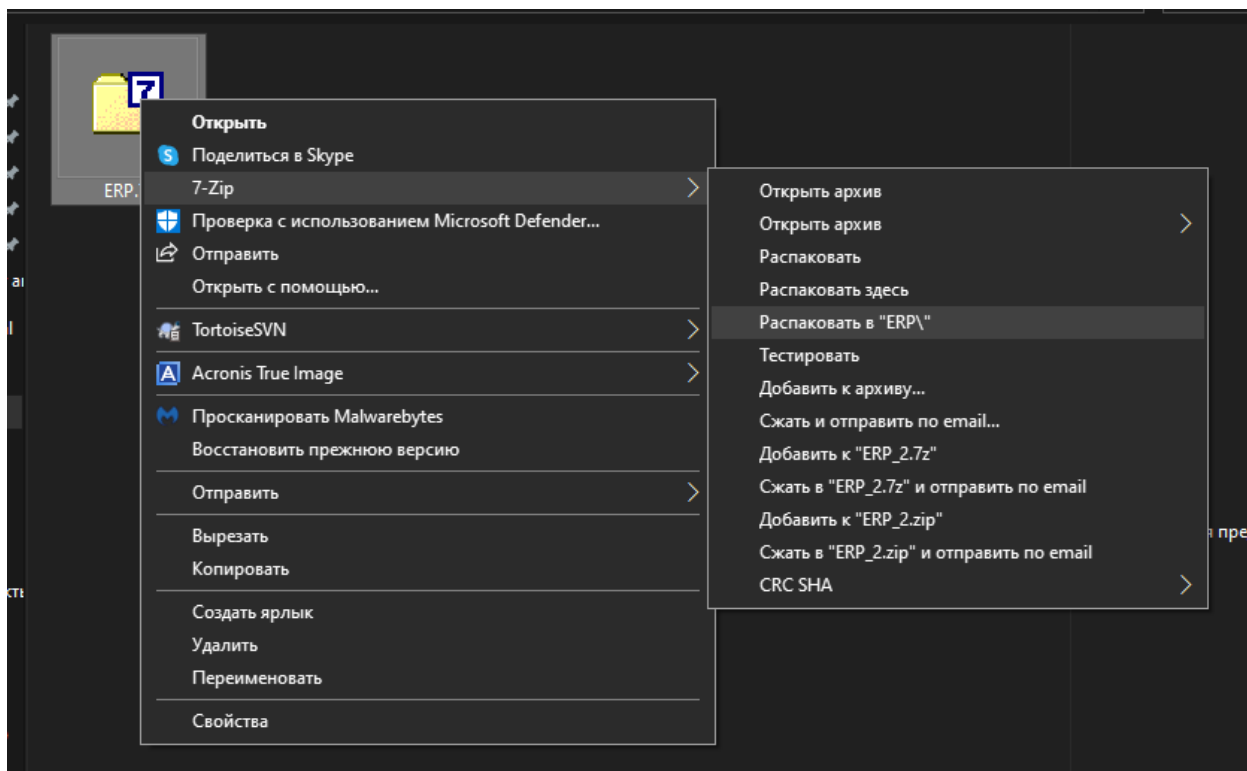 ERP.
Открыть
Поделиться в Skype
7-Zip
Проверка с использованием Microsoft Defender...
Отправить
Открыть с помощью...
TortoiseSVN
Acronis True Image
Просканировать Malwarebytes
Восстановить прежнюю версию
Отправить
Вырезать
Копировать
Создать ярлык
Удалить
Переименовать
Свойства
Открыть архив
Открыть архив
Распаковать
Распаковать здесь
Распаковать в "ERP\"
Тестировать
Добавить к архиву...
Сжать и отправить по email...
Добавить к "ERP_2.7z"
Сжать в "ERP_2.7z" и отправить по email
Добавить к "ERP_2.zip"
Сжать в "ERP_2.zip" и отправить по email
CRC SHA